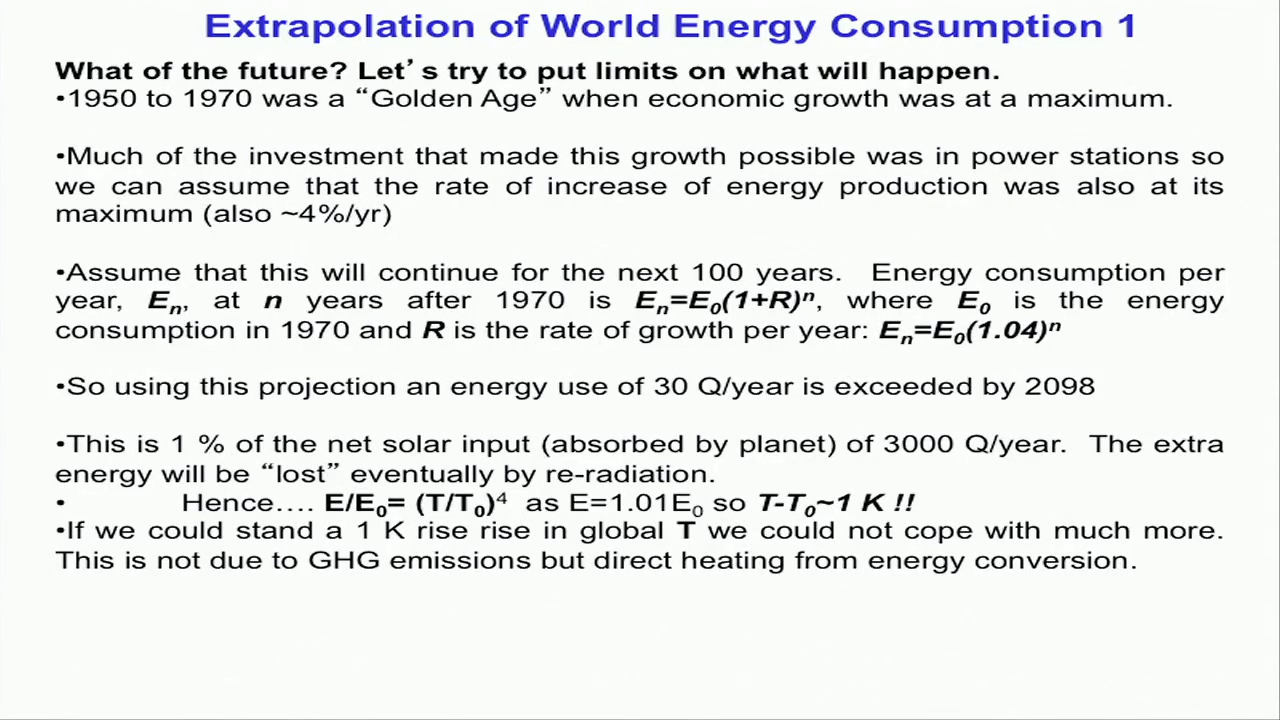 Extrapolation of World Energy Consumption 1
What of the future? Let’s try to put limits on what will happen.
•1950 to 1970 was a “Golden Age” when economic growth was at a maximum.
•Much of the investment that made this growth possible was in power stations so
we can assume that the rate of increase of energy production was also at its
maximum (also ~4%/yr)
•Assume that this will continue for the next 100 years. Energy consumption per
year, Eₙ, at n years after 1970 is Eₙ=E₀(1+R)ⁿ, where E₀ is the energy
consumption in 1970 and R is the rate of growth per year: Eₙ=E₀(1.04)ⁿ
•So using this projection an energy use of 30 Q/year is exceeded by 2098
•This is 1 % of the net solar input (absorbed by planet) of 3000 Q/year. The extra
energy will be “lost” eventually by re-radiation.
• Hence.... E/E₀= (T/T₀)⁴ as E=1.01E₀ so T-T₀~1 K !!
•If we could stand a 1 K rise rise in global T we could not cope with much more.
This is not due to GHG emissions but direct heating from energy conversion.